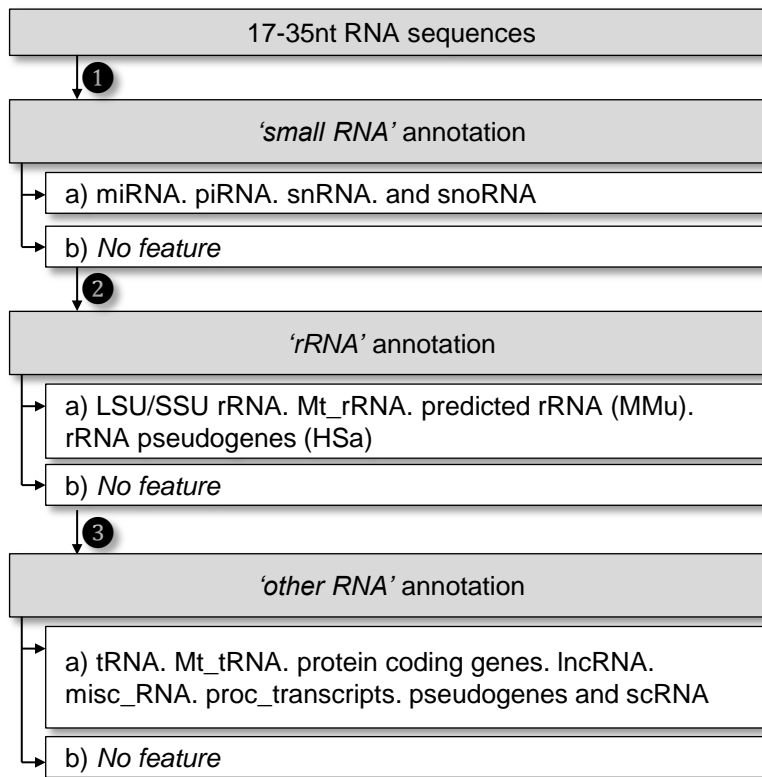 17-35nt RNA sequences
1
‘small RNA’ annotation
a) miRNA. piRNA. snRNA. and snoRNA
b) No feature
2
‘rRNA’ annotation
a) LSU/SSU rRNA. Mt_rRNA. predicted rRNA (MMu).
rRNA pseudogenes (HSa)
b) No feature
3
‘other RNA’ annotation
a) tRNA. Mt_tRNA. protein coding genes. lncRNA.
misc_RNA. proc_transcripts. pseudogenes and scRNA
b) No feature